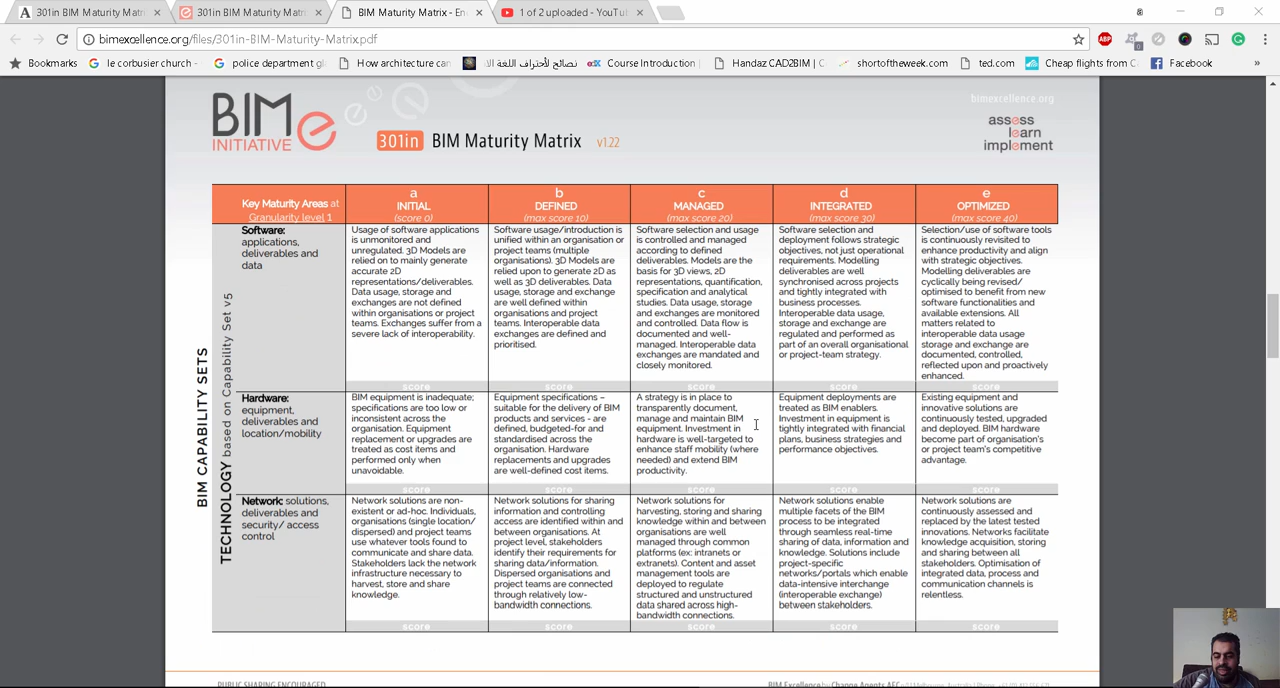 301in BIM Maturity Matr
301in BIM Maturity Matr
BIM Maturity Matrix - En
1 of 2 uploaded - YouTu
bimexcellence.org/files/301in-BIM-Maturity-Matrix.pdf
Bookmarks
le corbusier church -
police department gl
How architecture can
نصائح لأحتراف اللغة الا
Course Introduction
Handaz CAD2BIM | C
shortoftheweek.com
ted.com
Cheap flights from C
Facebook
BIM
INITIATIVE
301in BIM Maturity Matrix v1.22
bimexcellence.org
assess
learn
implement
BIM CAPABILITY SETS
TECHNOLOGY based on Capability Set v5
Key Maturity Areas at
Granularity level 1
a
INITIAL
(score 0)
b
DEFINED
(max score 10)
c
MANAGED
(max score 20)
d
INTEGRATED
(max score 30)
e
OPTIMIZED
(max score 40)
Software:
applications,
deliverables and
data
Usage of software applications
is unmonitored and
unregulated. 3D Models are
relied on to mainly generate
accurate 2D
representations/deliverables.
Data usage, storage and
exchanges are not defined
within organisations or project
teams. Exchanges suffer from a
severe lack of interoperability.
Software usage/introduction is
unified within an organisation or
project teams (multiple
organisations). 3D Models are
relied upon to generate 2D as
well as 3D deliverables. Data
usage, storage and exchange
are well defined within
organisations and project
teams. Interoperable data
exchanges are defined and
prioritised.
Software selection and usage
is controlled and managed
according to defined
deliverables. Models are the
basis for 3D views, 2D
representations, quantification,
specification and analytical
studies. Data usage, storage
and exchanges are monitored
and controlled. Data flow is
documented and well-
managed. Interoperable data
exchanges are mandated and
closely monitored.
Software selection and
deployment follows strategic
objectives, not just operational
requirements. Modelling
deliverables are well
synchronised across projects
and tightly integrated with
business processes.
Interoperable data usage,
storage and exchange are
regulated and performed as
part of an overall organisational
or project-team strategy.
Selection/use of software tools
is continuously revisited to
enhance productivity and align
with strategic objectives.
Modelling deliverables are
cyclically being revised/
optimised to benefit from new
software functionalities and
available extensions. All
matters related to
interoperable data usage
storage and exchange are
documented, controlled,
reflected upon and proactively
enhanced.
score
score
score
score
score
Hardware:
equipment,
deliverables and
location/mobility
BIM equipment is inadequate;
specifications are too low or
inconsistent across the
organisation. Equipment
replacement or upgrades are
treated as cost items and
performed only when
unavoidable.
Equipment specifications –
suitable for the delivery of BIM
products and services - are
defined, budgeted-for and
standardised across the
organisation. Hardware
replacements and upgrades
are well-defined cost items.
A strategy is in place to
transparently document,
manage and maintain BIM
equipment. Investment in
hardware is well-targeted to
enhance staff mobility (where
needed) and extend BIM
productivity.
Equipment deployments are
treated as BIM enablers.
Investment in equipment is
tightly integrated with financial
plans, business strategies and
performance objectives.
Existing equipment and
innovative solutions are
continuously tested, upgraded
and deployed. BIM hardware
become part of organisation's
or project team's competitive
advantage.
score
score
score
score
score
Network: solutions,
deliverables and
security/ access
control
Network solutions are non-
existent or ad-hoc. Individuals,
organisations (single location/
dispersed) and project teams
use whatever tools found to
communicate and share data.
Stakeholders lack the network
infrastructure necessary to
harvest, store and share
knowledge.
Network solutions for sharing
information and controlling
access are identified within and
between organisations. At
project level, stakeholders
identify their requirements for
sharing data/information.
Dispersed organisations and
project teams are connected
through relatively low-
bandwidth connections.
Network solutions for
harvesting, storing and sharing
knowledge within and between
organisations are well
managed through common
platforms (ex: intranets or
extranets). Content and asset
management tools are
deployed to regulate
structured and unstructured
data shared across high-
bandwidth connections.
Network solutions enable
multiple facets of the BIM
process to be integrated
through seamless real-time
sharing of data, information and
knowledge. Solutions include
project-specific
networks/portals which enable
data-intensive interchange
(interoperable exchange)
between stakeholders.
Network solutions are
continuously assessed and
replaced by the latest tested
innovations. Networks facilitate
knowledge acquisition, storing
and sharing between all
stakeholders. Optimisation of
integrated data, process and
communication channels is
relentless.
score
score
score
score
score
PUBLIC SHARING ENCOURAGED
BIM Excellence by Change Agents AEC